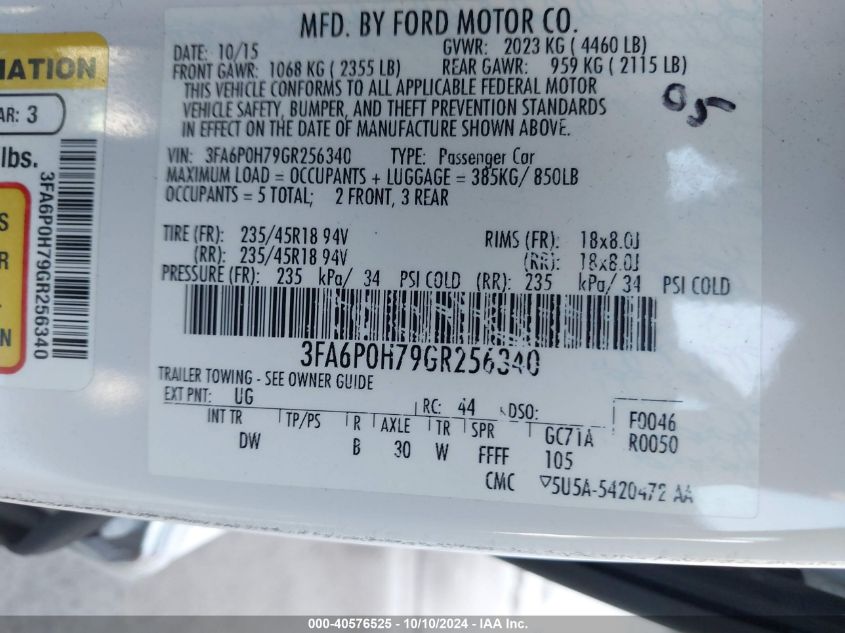 MFD. BY FORD MOTOR CO.
DATE: 10/15 GVWR: 2023 KG ( 4460 LB)
FRONT GAWR: 1068 KG ( 2355 LB) REAR GAWR: 959 KG ( 2115 LB)
THIS VEHICLE CONFORMS TO ALL APPLICABLE FEDERAL MOTOR
VEHICLE SAFETY, BUMPER, AND THEFT PREVENTION STANDARDS
IN EFFECT ON THE DATE OF MANUFACTURE SHOWN ABOVE.
VIN: 3FA6P0H79GR256340 TYPE: Passenger Car
MAXIMUM LOAD = OCCUPANTS + LUGGAGE = 385KG/ 850LB
OCCUPANTS = 5 TOTAL; 2 FRONT, 3 REAR
TIRE (FR): 235/45R18 94V RIMS (FR): 18x8.0J
(RR): 235/45R18 94V (RR): 18x8.0J
PRESSURE (FR): 235 kPa/ 34 PSI COLD (RR): 235 kPa/ 34 PSI COLD
3FA6P0H79GR256340
TRAILER TOWING - SEE OWNER GUIDE
EXT PNT: UG RC: 44 DSO:
INT TR TP/PS R AXLE TR SPR GC71A F0046
DW B 30 W FFFF 105 R0050
CMC 5U5A-5420472 AA
MATION
AR: 3
lbs.
3FA6P0H79GR256340
S
R
N
000-40576525 - 10/10/2024 - IAA Inc.